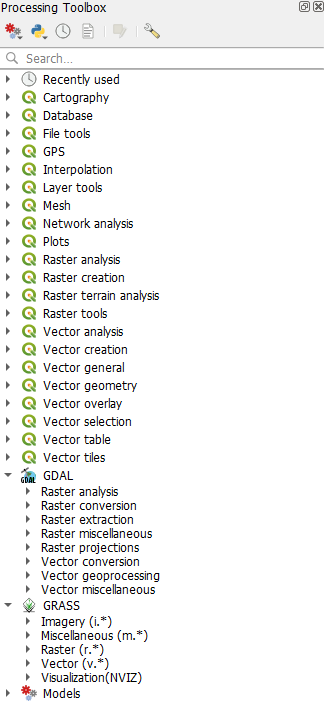 Processing Toolbox
Search...
Recently used
Cartography
Database
File tools
GPS
Interpolation
Layer tools
Mesh
Network analysis
Plots
Raster analysis
Raster creation
Raster terrain analysis
Raster tools
Vector analysis
Vector creation
Vector general
Vector geometry
Vector overlay
Vector selection
Vector table
Vector tiles
GDAL GDAL
Raster analysis
Raster conversion
Raster extraction
Raster miscellaneous
Raster projections
Vector conversion
Vector geoprocessing
Vector miscellaneous
GRASS
Imagery (i.*)
Miscellaneous (m.*)
Raster (r.*)
Vector (v.*)
Visualization(NVIZ)
Models